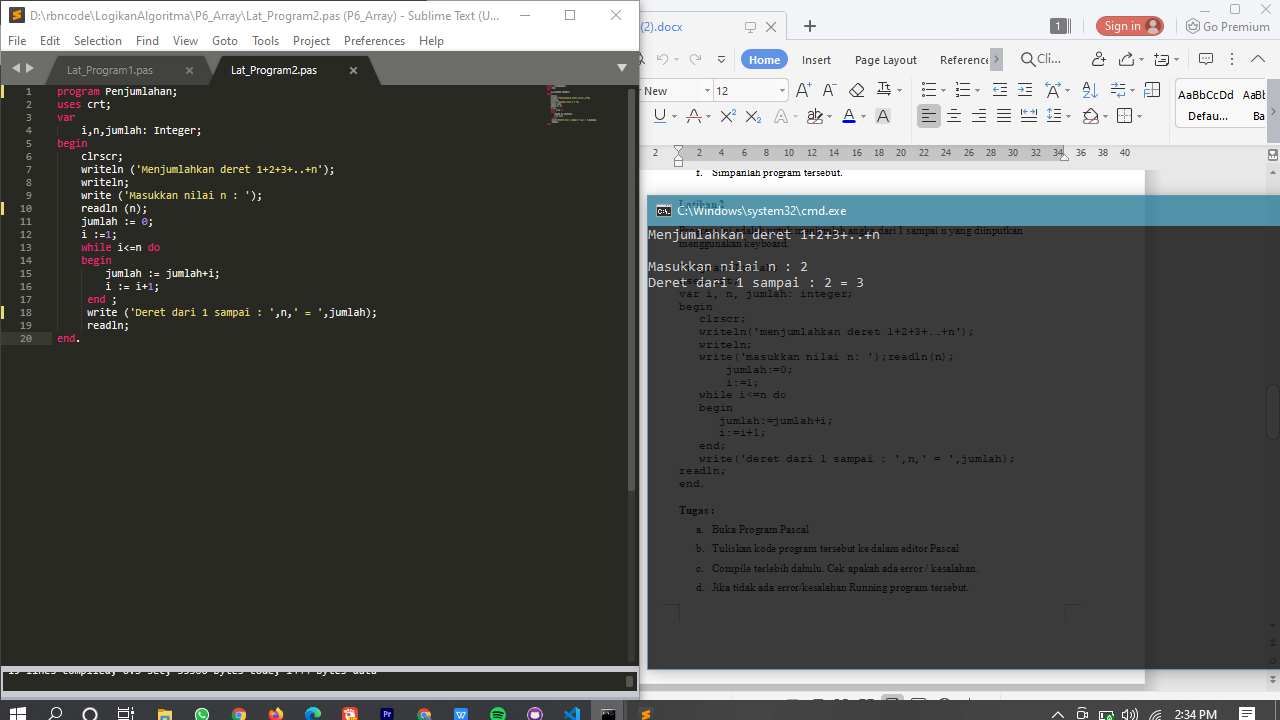 D:\rbncode\LogikanAlgoritma\P6_Array\Lat_Program2.pas (P6_Array) - Sublime Text (U...
File Edit Selection Find View Goto Tools Project Preferences Help
Lat_Program1.pas
Lat_Program2.pas
1 program Penjumlahan;
2 uses crt;
3 var
4 i,n,jumlah: Integer;
5 begin
6 clrscr;
7 writeln ('Menjumlahkan deret 1+2+3+..+n');
8 writeln;
9 write ('Masukkan nilai n : ');
10 readln (n);
11 jumlah := 0;
12 i :=1;
13 while i<=n do
14 begin
15 jumlah := jumlah+i;
16 i := i+1;
17 end ;
18 write ('Deret dari 1 sampai : ',n,' = ',jumlah);
19 readln;
20 end.
(2).docx
1
Sign in
Go Premium
Home Insert Page Layout Reference
Clic...
New 12
AaBbCcDd AaBb
Defau... Ba
2 2 4 6 8 10 12 14 16 18 20 22 24 26 28 30 32 34 36 38 40
f. Simpanlah program tersebut.
C:\Windows\system32\cmd.exe
Menjumlahkan deret 1+2+3+..+n
menggunakan keyboard.
Masukkan nilai n : 2
Deret dari 1 sampai : 2 = 3
var i, n, jumlah: integer;
begin
clrscr;
writeln('menjumlahkan deret 1+2+3+..+n');
writeln;
write('masukkan nilai n: ');readln(n);
jumlah:=0;
i:=1;
while i<=n do
begin
jumlah:=jumlah+i;
i:=i+1;
end;
write('deret dari 1 sampai : ',n,' = ',jumlah);
readln;
end.
Tugas :
a. Buka Program Pascal
b. Tuliskan kode program tersebut ke dalam editor Pascal
c. Compile terlebih dahulu. Cek apakah ada error / kesalahan.
d. Jika tidak ada error/kesalahan Running program tersebut.
2:34 PM